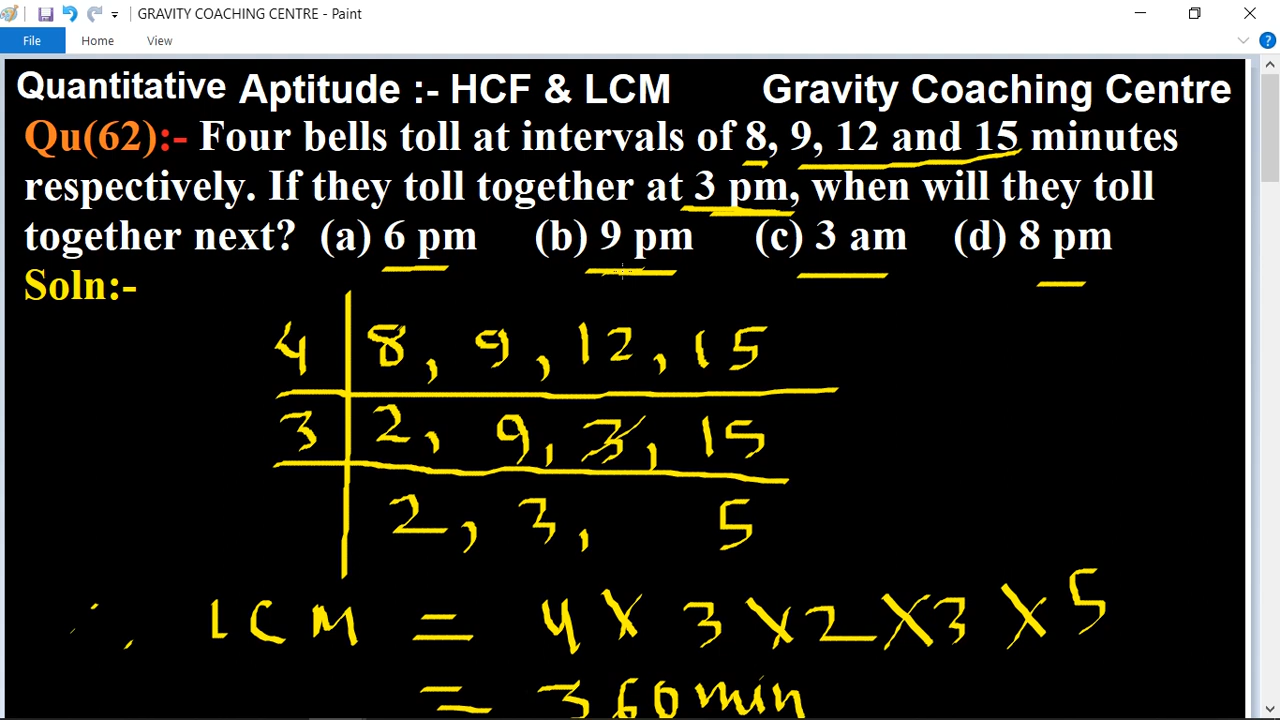 GRAVITY COACHING CENTRE - Paint
File Home View
Quantitative Aptitude :- HCF & LCM Gravity Coaching Centre
Qu(62):- Four bells toll at intervals of 8, 9, 12 and 15 minutes
respectively. If they toll together at 3 pm, when will they toll
together next? (a) 6 pm (b) 9 pm (c) 3 am (d) 8 pm
Soln:-
4 | 8, 9, 12, 15
3 | 2, 9, 3, 15
2, 3, 5
∴ LCM = 4 X 3 X 2 X 3 X 5
= 360min